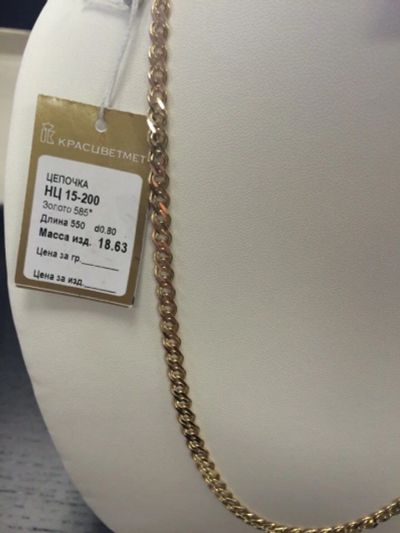 КРАСЦВЕТМЕТ
ЦЕПОЧКА
НЦ 15-200
Золото 585*
Длина 550 d0.80
Масса изд. 18.63
Цена за гр.
Цена за изд.